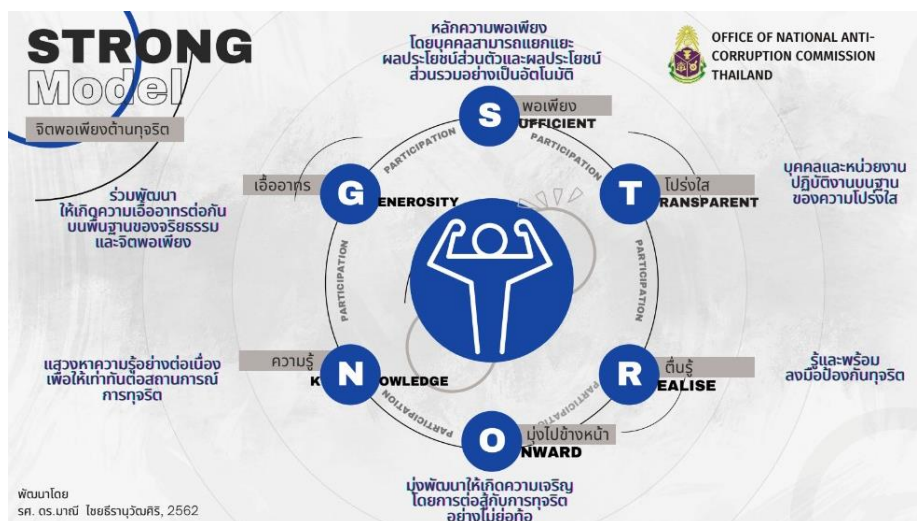 STRONG
Model
จิตพอเพียงต้านทุจริต
OFFICE OF NATIONAL ANTI-
CORRUPTION COMMISSION
THAILAND
หลักความพอเพียง
โดยบุคคลสามารถแยกแยะ
ผลประโยชน์ส่วนตัวและผลประโยชน์
ส่วนรวมอย่างเป็นอัตโนมัติ
S
พอเพียง
UFFICIENT
PARTICIPATION
T
โปร่งใส
RANSPARENT
บุคคลและหน่วยงาน
ปฏิบัติงานบนฐาน
ของความโปร่งใส
PARTICIPATION
R
ตื่นรู้
EALISE
รู้และพร้อม
ลงมือป้องกันทุจริต
PARTICIPATION
O
มุ่งไปข้างหน้า
NWARD
มุ่งพัฒนาให้เกิดความเจริญ
โดยการต่อสู้กับการทุจริต
อย่างไม่ย่อท้อ
PARTICIPATION
N
ความรู้
KNOWLEDGE
แสวงหาความรู้อย่างต่อเนื่อง
เพื่อให้เท่าทันต่อสถานการณ์
การทุจริต
PARTICIPATION
G
เอื้ออาทร
ENEROSITY
ร่วมพัฒนา
ให้เกิดความเอื้ออาทรต่อกัน
บนพื้นฐานของจริยธรรม
และจิตพอเพียง
PARTICIPATION
พัฒนาโดย
รศ. ดร.มาณี ไชยธีรานุวัฒศิริ, 2562